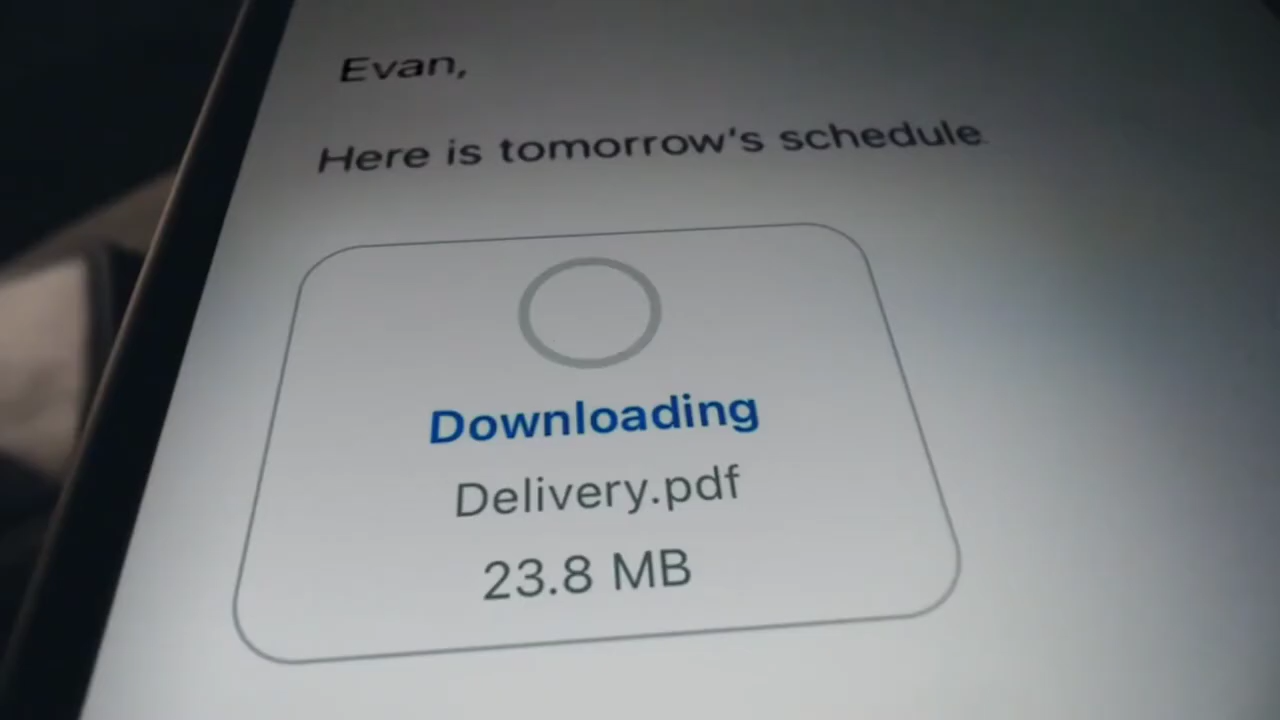 Evan,
Here is tomorrow's schedule.
Downloading
Delivery.pdf
23.8 MB